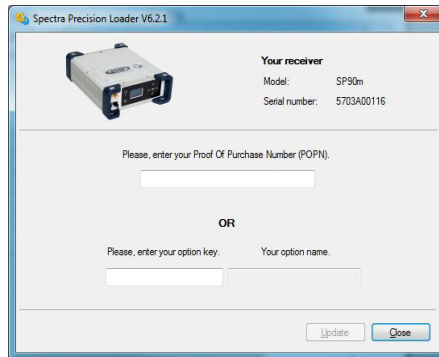 Spectra Precision Loader V6.2.1
Your receiver
Model: SP90m
Serial number: 5703A00116
Please, enter your Proof Of Purchase Number (POPN).
OR
Please, enter your option key. Your option name.
Update Close